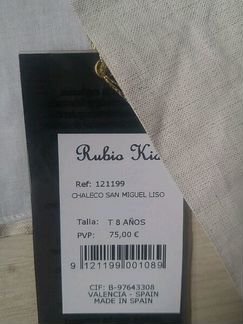 Rubio Ki
Ref: 121199
CHALECO SAN MIGUEL LISO
Talla: T 8 AÑOS
PVP: 75,00 €
9 121199 001089
CIF: B-97643308
VALENCIA - SPAIN
MADE IN SPAIN